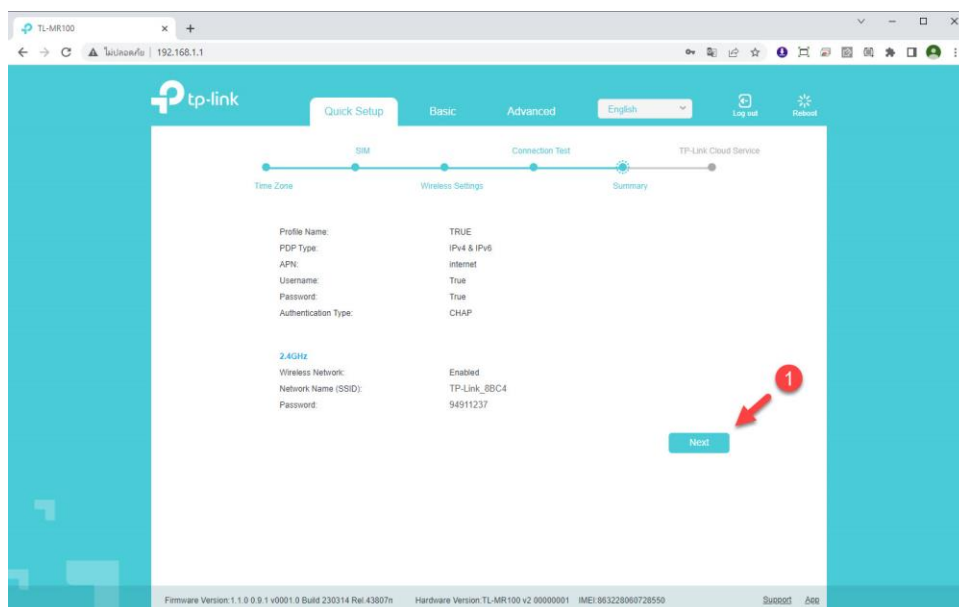 TL-MR100
ไม่ปลอดภัย | 192.168.1.1
tp-link
Quick Setup
Basic
Advanced
English
Log out
Reboot
SIM
Connection Test
TP-Link Cloud Service
Time Zone
Wireless Settings
Summary
Profile Name: TRUE
PDP Type: IPv4 & IPv6
APN: internet
Username: True
Password: True
Authentication Type: CHAP
2.4GHz
Wireless Network: Enabled
Network Name (SSID): TP-Link_8BC4
Password: 94911237
1
Next
Firmware Version:1.1.0 0.9.1 v0001.0 Build 230314 Rel.43807n Hardware Version:TL-MR100 v2 00000001 IMEI:863228060728550 Support App